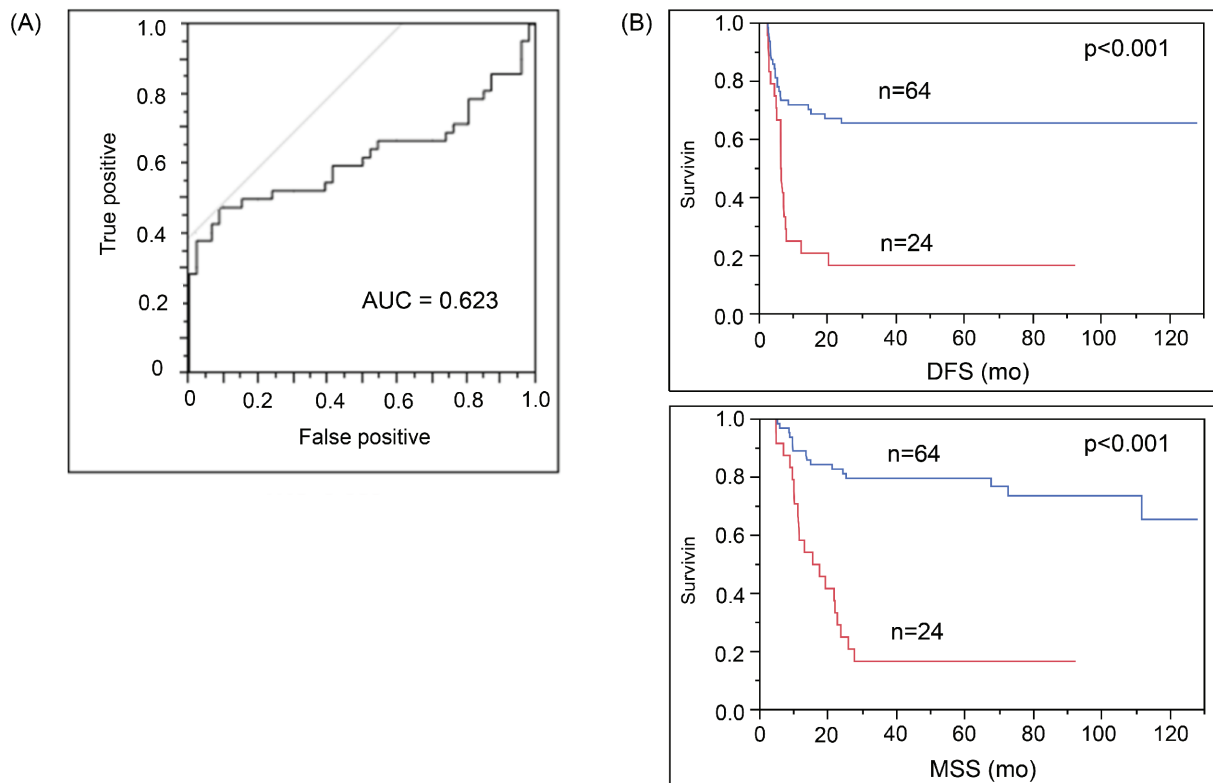 (A)
1.0
0.8
0.6
0.4
0.2
0
True positive
AUC = 0.623
0 0.2 0.4 0.6 0.8 1.0
False positive
(B)
1.0
0.8
0.6
0.4
0.2
0.0
Survivin
p<0.001
n=64
n=24
0 20 40 60 80 100 120
DFS (mo)
1.0
0.8
0.6
0.4
0.2
0.0
Survivin
p<0.001
n=64
n=24
0 20 40 60 80 100 120
MSS (mo)